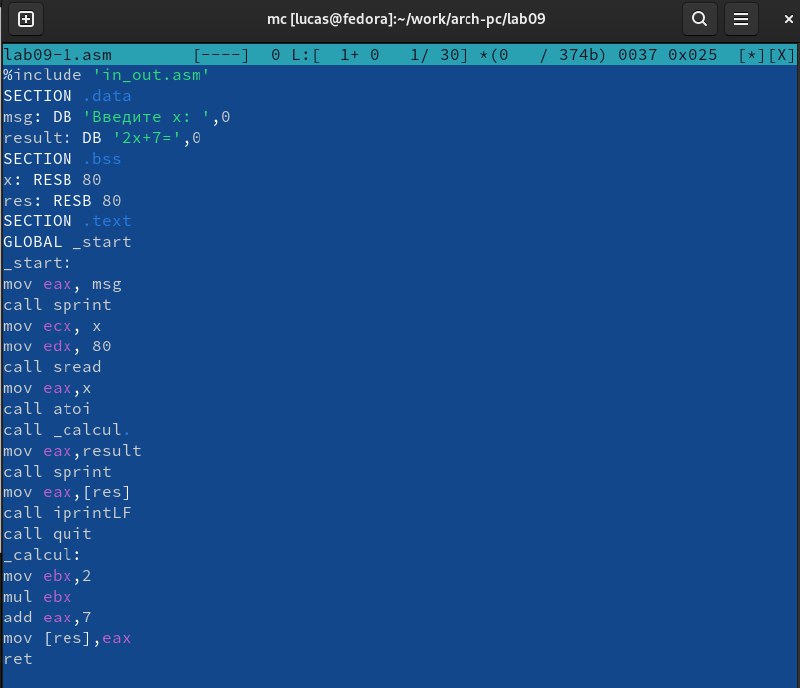 mc [lucas@fedora]:~/work/arch-pc/lab09
lab09-1.asm [----] 0 L:[ 1+ 0 1/ 30] *(0 / 374b) 0037 0x025 [*][X]
%include 'in_out.asm'
SECTION .data
msg: DB 'Введите x: ',0
result: DB '2x+7=',0
SECTION .bss
x: RESB 80
res: RESB 80
SECTION .text
GLOBAL _start
_start:
mov eax, msg
call sprint
mov ecx, x
mov edx, 80
call sread
mov eax,x
call atoi
call _calcul.
mov eax,result
call sprint
mov eax,[res]
call iprintLF
call quit
_calcul:
mov ebx,2
mul ebx
add eax,7
mov [res],eax
ret